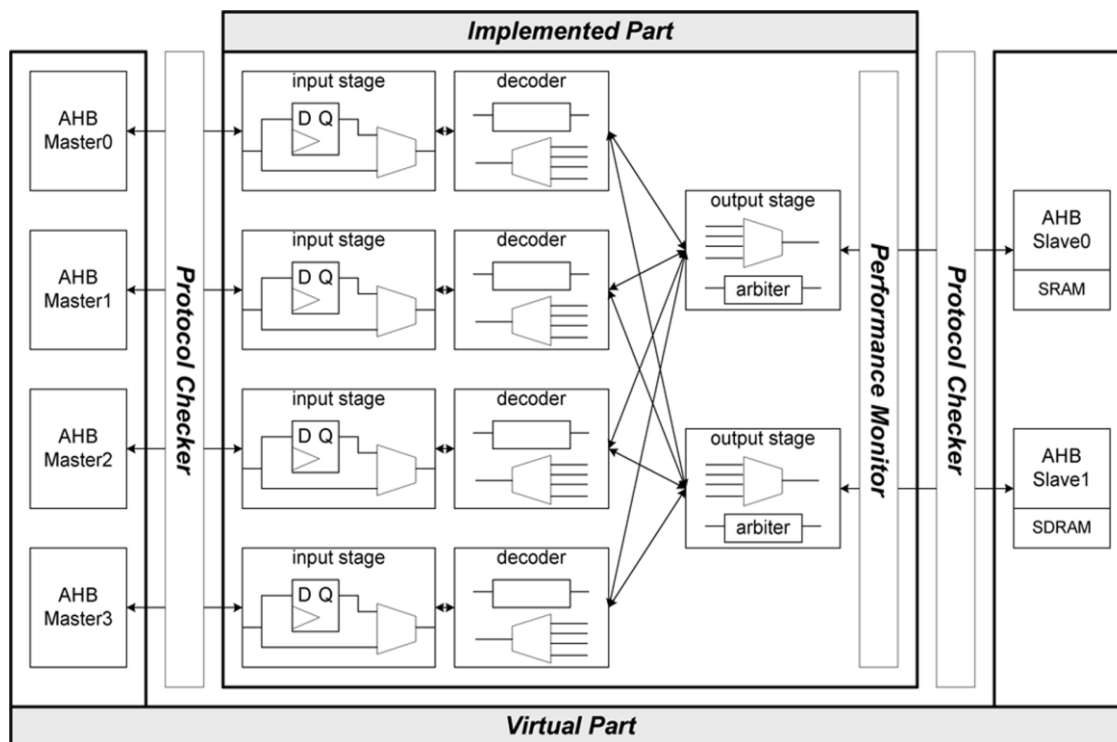 Implemented Part
AHB
Master0
input stage
D Q
decoder
AHB
Master1
input stage
D Q
decoder
AHB
Master2
input stage
D Q
decoder
AHB
Master3
input stage
D Q
decoder
Protocol Checker
output stage
arbiter
output stage
arbiter
Performance Monitor
Protocol Checker
AHB
Slave0
SRAM
AHB
Slave1
SDRAM
Virtual Part